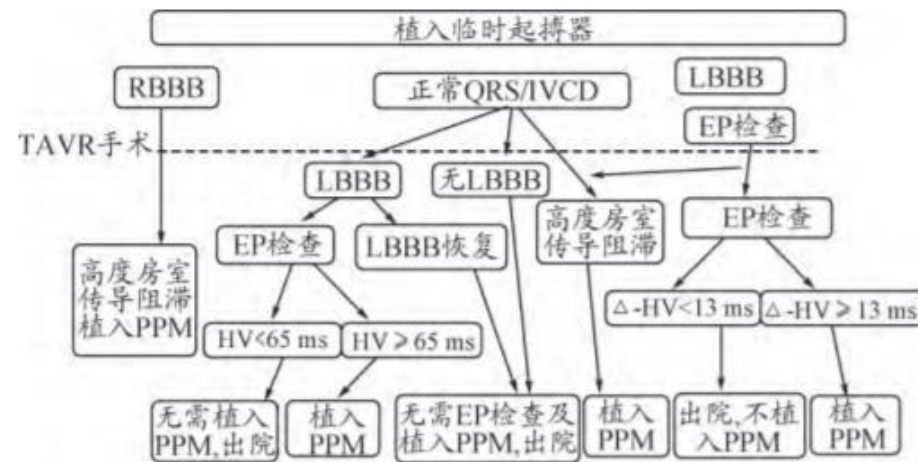 植入临时起搏器
RBBB
正常QRS/IVCD
LBBB
EP检查
TAVR手术
LBBB
无LBBB
高度房室
传导阻滞
EP检查
EP检查
LBBB恢复
高度房室
传导阻滞
植入PPM
△-HV<13 ms
△-HV≥13 ms
HV<65 ms
HV≥65 ms
无需植入
PPM,出院
植入
PPM
无需EP检查及
植入PPM,出院
植入
PPM
出院,不植
入PPM
植入
PPM